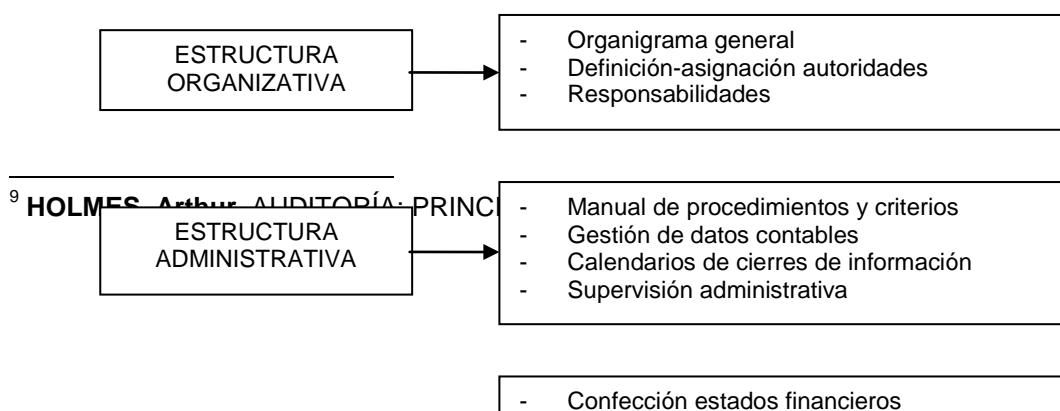 ESTRUCTURA
ORGANIZATIVA
- Organigrama general
- Definición-asignación autoridades
- Responsabilidades
9 HOLMES, Arthur. AUDITORÍA: PRINCI
ESTRUCTURA
ADMINISTRATIVA
- Manual de procedimientos y criterios
- Gestión de datos contables
- Calendarios de cierres de información
- Supervisión administrativa
- Confección estados financieros